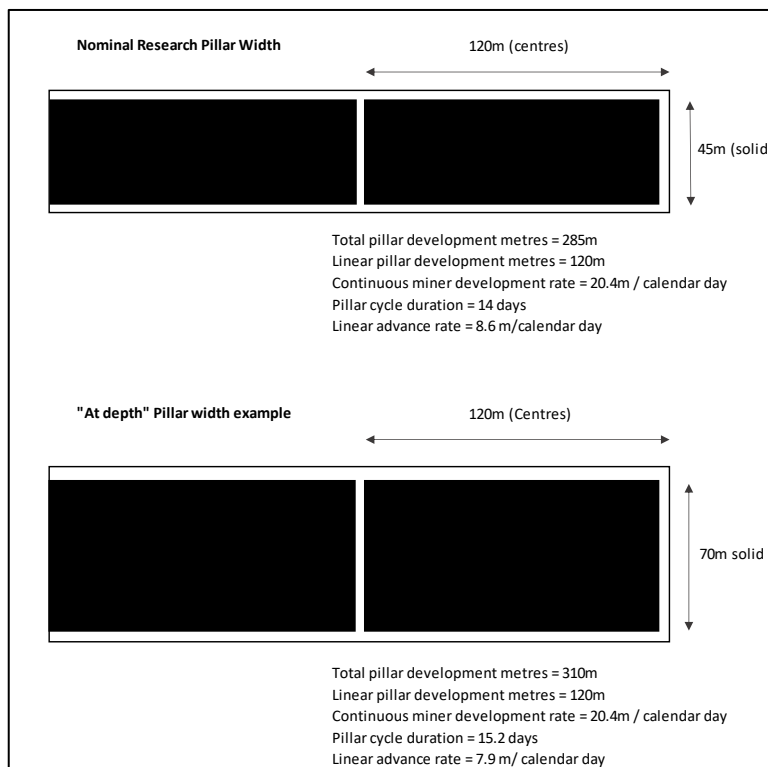 Nominal Research Pillar Width
120m (centres)
45m (solid
Total pillar development metres = 285m
Linear pillar development metres = 120m
Continuous miner development rate = 20.4m / calendar day
Pillar cycle duration = 14 days
Linear advance rate = 8.6 m/calendar day
"At depth" Pillar width example
120m (Centres)
70m solid
Total pillar development metres = 310m
Linear pillar development metres = 120m
Continuous miner development rate = 20.4m / calendar day
Pillar cycle duration = 15.2 days
Linear advance rate = 7.9 m/ calendar day